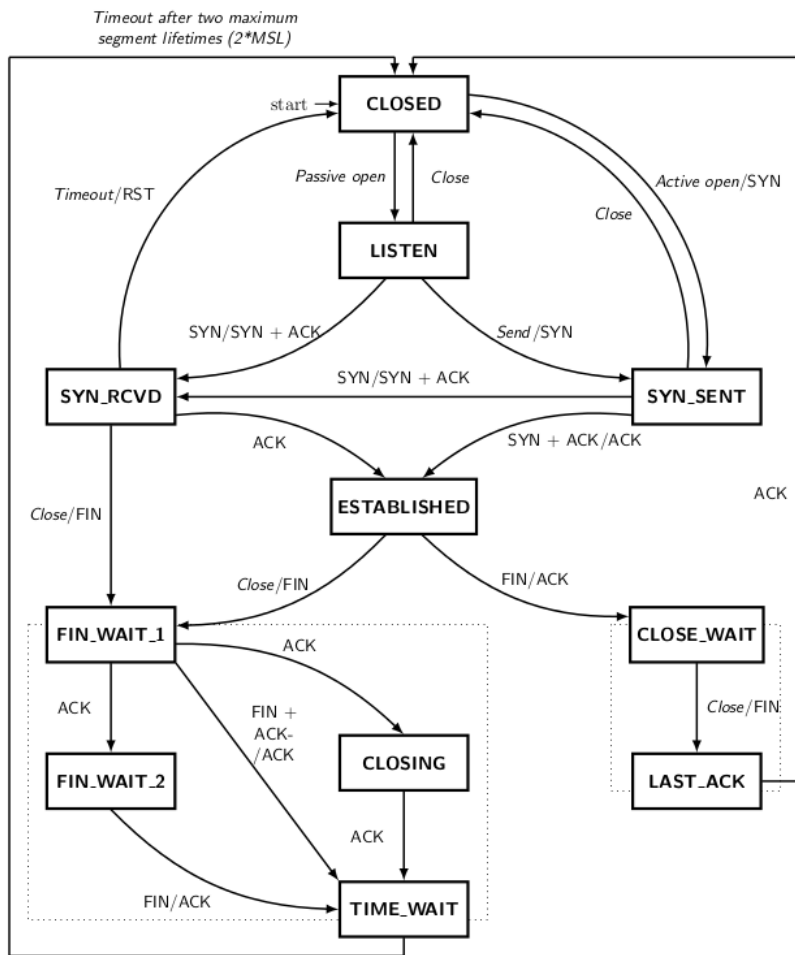 Timeout after two maximum
segment lifetimes (2*MSL)
start
CLOSED
Passive open
Close
Active open/SYN
Timeout/RST
Close
LISTEN
SYN/SYN + ACK
Send/SYN
SYN_RCVD
SYN/SYN + ACK
SYN_SENT
ACK
SYN + ACK/ACK
ESTABLISHED
ACK
Close/FIN
Close/FIN
FIN/ACK
FIN_WAIT_1
ACK
CLOSE_WAIT
ACK
FIN +
ACK-
/ACK
Close/FIN
FIN_WAIT_2
CLOSING
LAST_ACK
ACK
FIN/ACK
TIME_WAIT